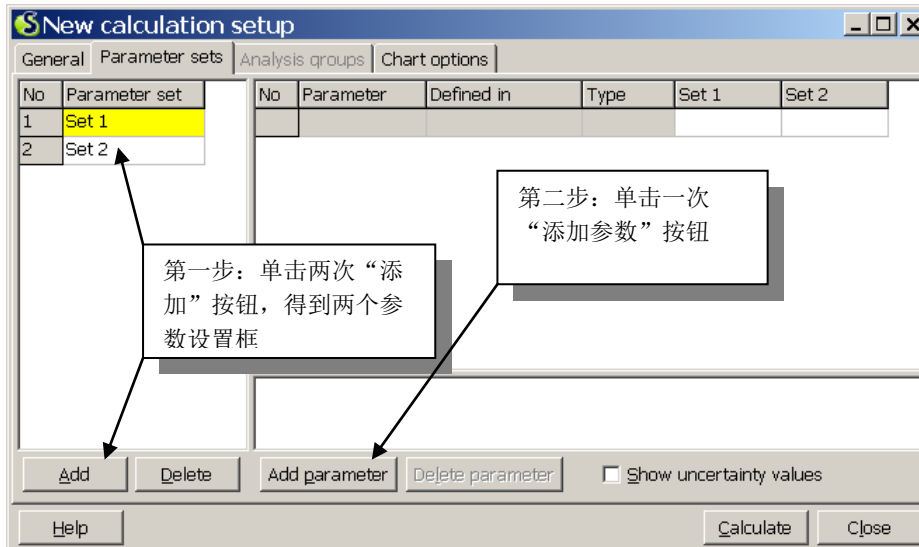 New calculation setup
General Parameter sets Analysis groups Chart options
No Parameter set No Parameter Defined in Type Set 1 Set 2
1 Set 1
2 Set 2
第二步：单击一次
“添加参数”按钮
第一步：单击两次“添
加”按钮，得到两个参
数设置框
Add Delete Add parameter Delete parameter Show uncertainty values
Help Calculate Close